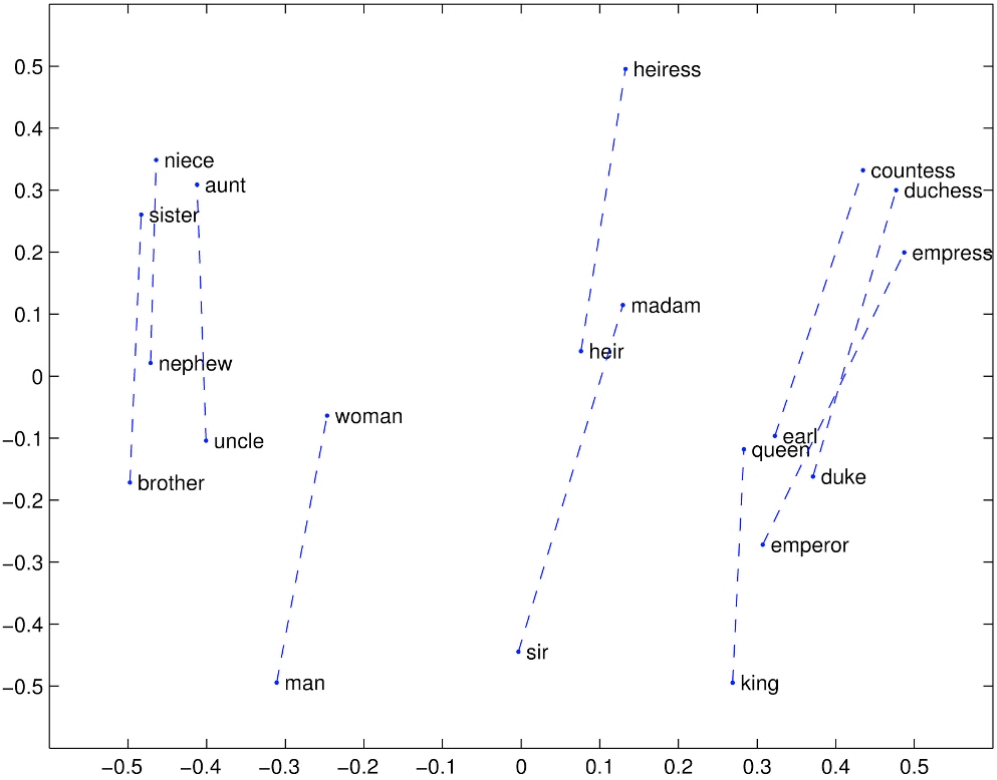 0.5
heiress
0.4
niece
countess
0.3
aunt
duchess
sister
0.2
empress
0.1
madam
heir
nephew
0
woman
earl
−0.1
uncle
queen
duke
brother
−0.2
emperor
−0.3
−0.4
sir
−0.5
man
king
−0.5 −0.4 −0.3 −0.2 −0.1 0 0.1 0.2 0.3 0.4 0.5